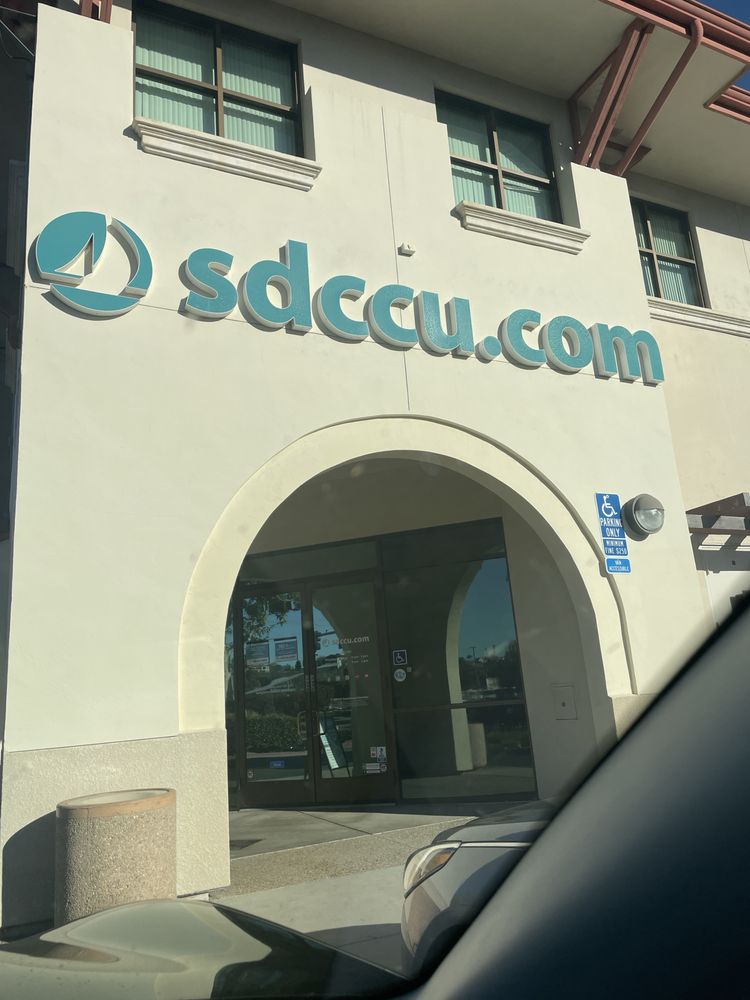 sdccu.com
PARKING
ONLY
MINIMUM
FINE $250
VAN
ACCESSIBLE
sdccu.com